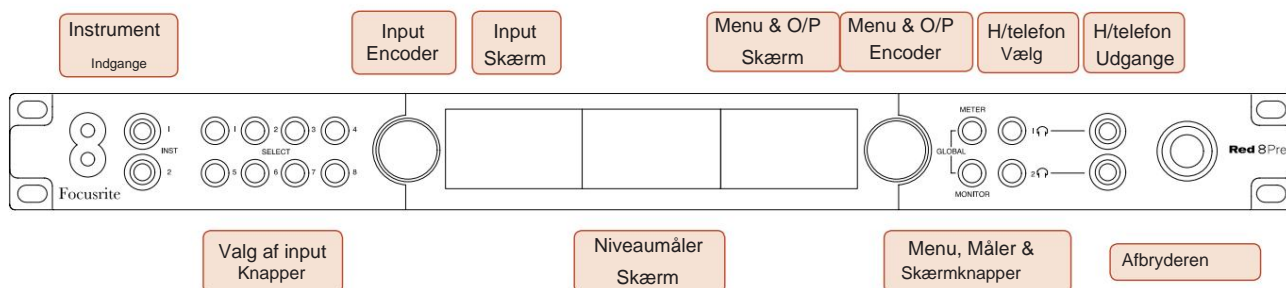 Instrument
Indgange
Input
Encoder
Input
Skærm
Menu & O/P
Skærm
Menu & O/P
Encoder
H/telefon
Vælg
H/telefon
Udgange
1
INST
2
1
2
3
4
SELECT
5
6
7
8
Focusrite
METER
GLOBAL
MONITOR
1
2
Red 8Pre
Valg af input
Knapper
Niveaumåler
Skærm
Menu, Måler &
Skærmknapper
Afbryderen